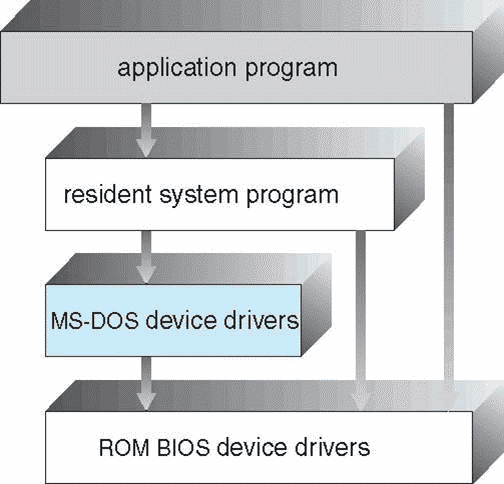 application program
resident system program
MS-DOS device drivers
ROM BIOS device drivers